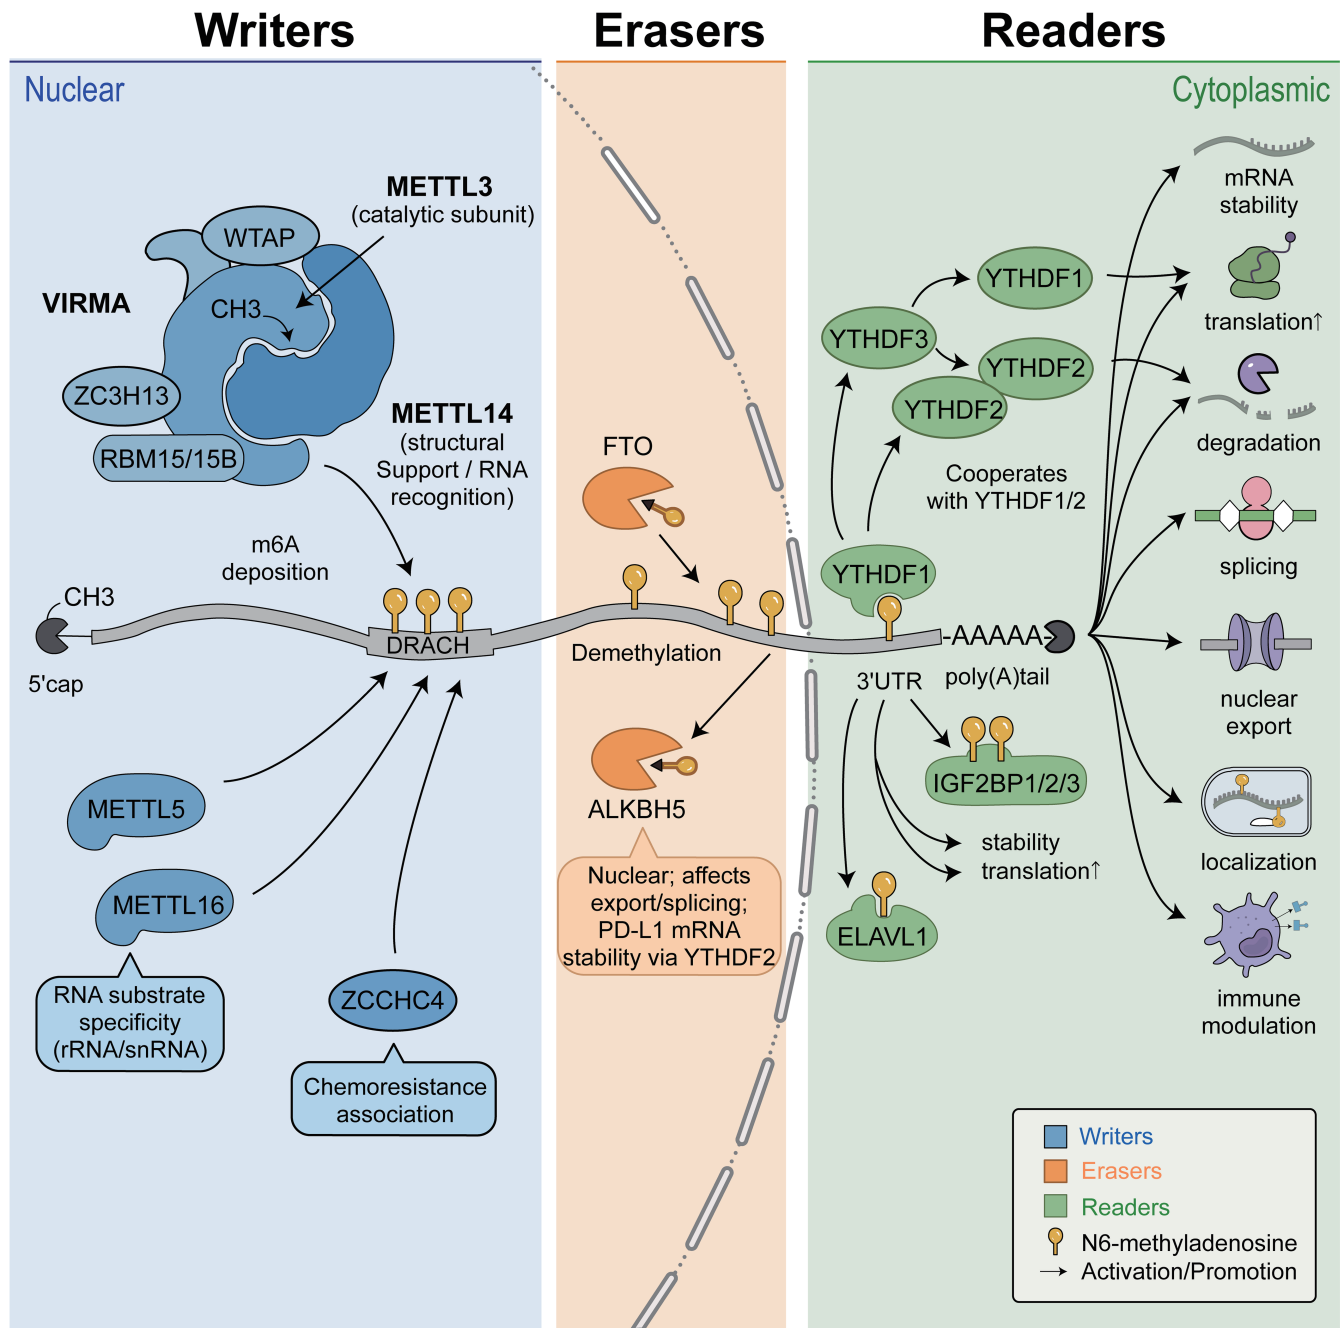 Writers
Erasers
Readers
Nuclear
Cytoplasmic
METTL3
(catalytic subunit)
WTAP
VIRMA
CH3
ZC3H13
RBM15/15B
METTL14
(structural
Support / RNA
recognition)
m6A
deposition
CH3
5'cap
DRACH
METTL5
METTL16
RNA substrate
specificity
(rRNA/snRNA)
ZCCHC4
Chemoresistance
association
FTO
Demethylation
ALKBH5
Nuclear; affects
export/splicing;
PD-L1 mRNA
stability via YTHDF2
YTHDF1
YTHDF3
YTHDF2
YTHDF2
Cooperates
with YTHDF1/2
YTHDF1
-AAAAA-
poly(A)tail
3'UTR
IGF2BP1/2/3
stability
translation↑
ELAVL1
mRNA
stability
translation↑
degradation
splicing
nuclear
export
localization
immune
modulation
Writers
Erasers
Readers
N6-methyladenosine
Activation/Promotion